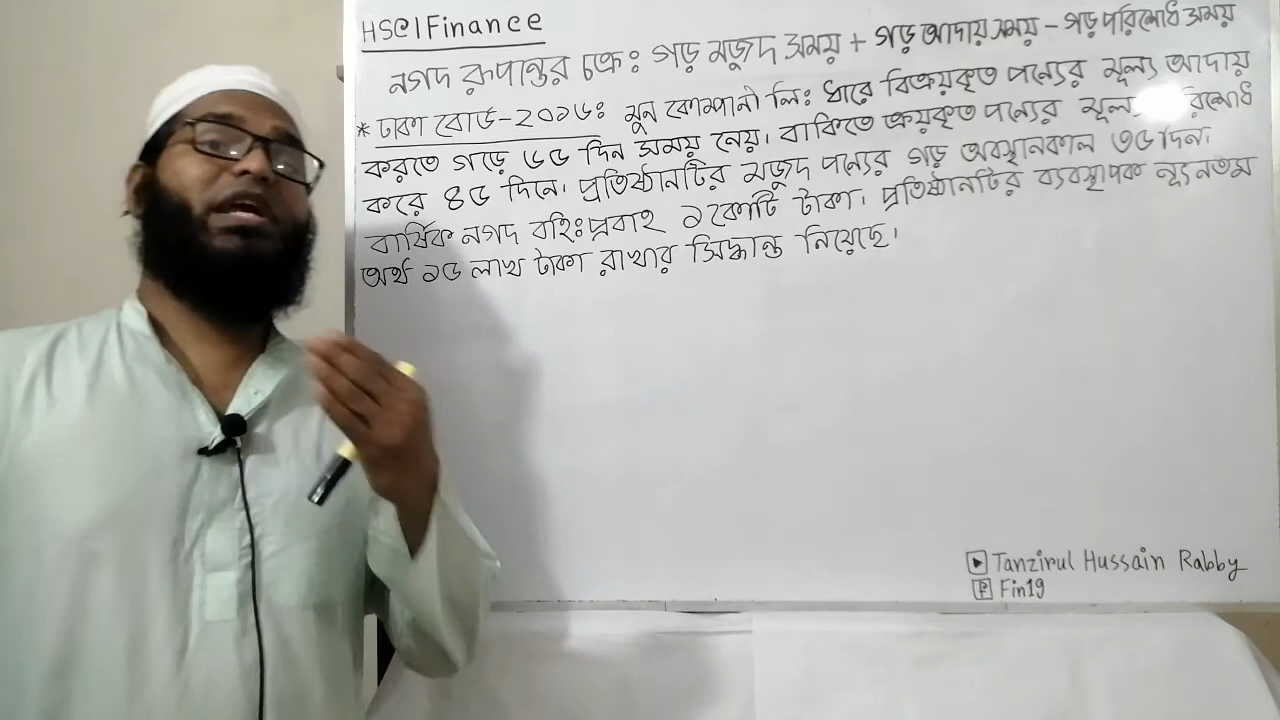 HSC|Finance
নগদ রূপান্তর চক্র: গড় মজুদ সময় + গড় আদায় সময় - গড় পরিশোধ সময়
* ঢাকা বোর্ড-২০১৬: মুন কোম্পানী লি: ধারে বিক্রয়কৃত পন্যের মূল্য আদায়
করতে গড়ে ৬৫ দিন সময় নেয়। বাকিতে ক্রয়কৃত পন্যের মূল রিশোধ
করে ৪৫ দিনে। প্রতিষ্ঠানটির মজুদ পন্যের গড় অবস্থানকাল ৩৫ দিন।
বার্ষিক নগদ বহি:প্রবাহ ১ কোটি টাকা। প্রতিষ্ঠানটির ব্যবস্থাপক ন্যূনতম
অর্থ ১৫ লাখ টাকা রাখার সিদ্ধান্ত নিয়েছে।
Tanzirul Hussain Rabby
Fin19